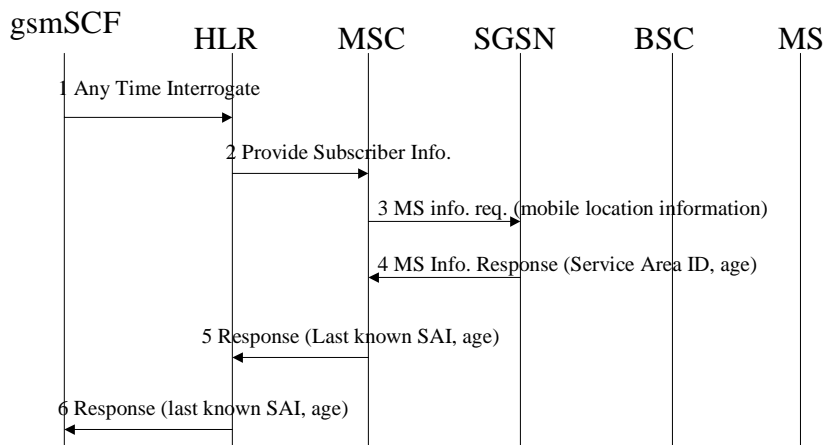 gsmSCF
HLR
MSC
SGSN
BSC
MS
1 Any Time Interrogate
2 Provide Subscriber Info.
3 MS info. req. (mobile location information)
4 MS Info. Response (Service Area ID, age)
5 Response (Last known SAI, age)
6 Response (last known SAI, age)